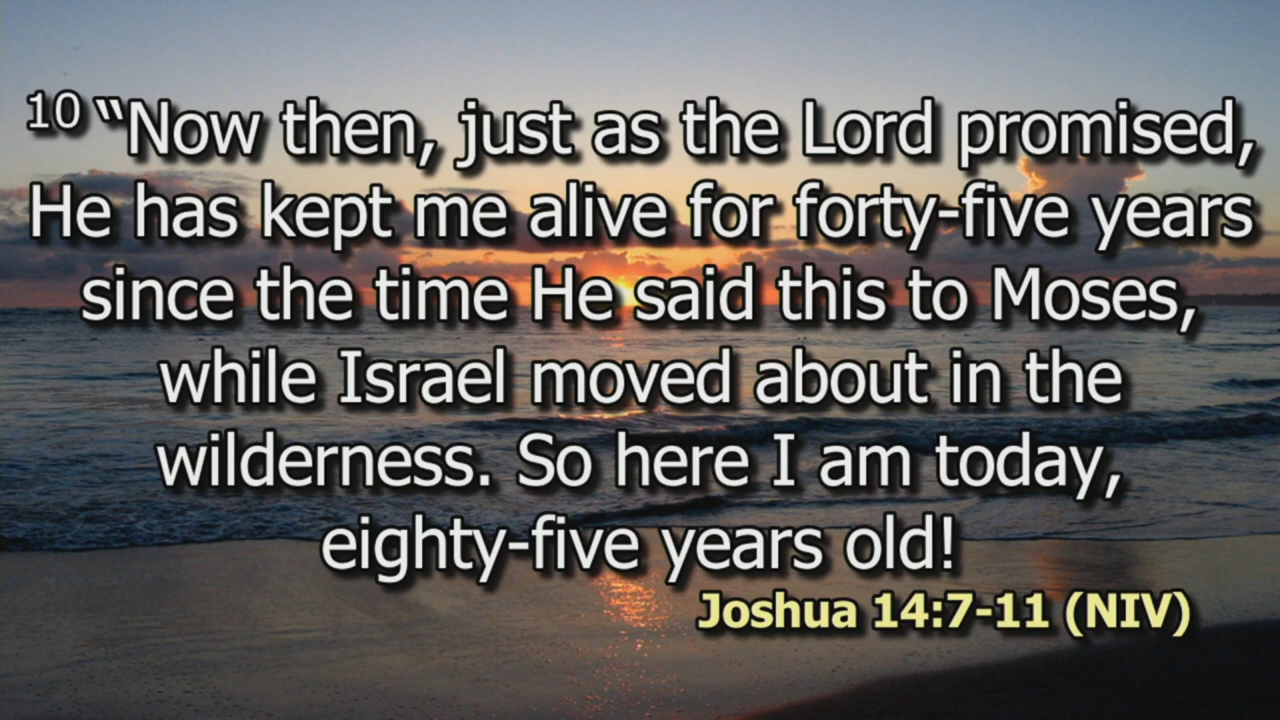 10 “Now then, just as the Lord promised,
He has kept me alive for forty-five years
since the time He said this to Moses,
while Israel moved about in the
wilderness. So here I am today,
eighty-five years old!
Joshua 14:7-11 (NIV)